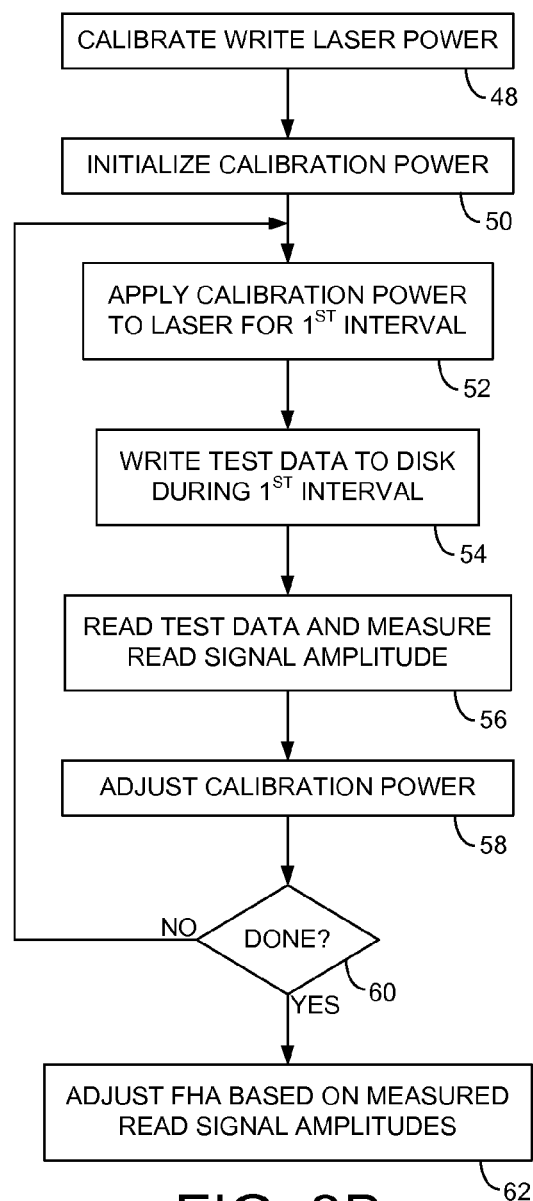 CALIBRATE WRITE LASER POWER
48
INITIALIZE CALIBRATION POWER
50
APPLY CALIBRATION POWER
TO LASER FOR 1ST INTERVAL
52
WRITE TEST DATA TO DISK
DURING 1ST INTERVAL
54
READ TEST DATA AND MEASURE
READ SIGNAL AMPLITUDE
56
ADJUST CALIBRATION POWER
58
NO
DONE?
60
YES
ADJUST FHA BASED ON MEASURED
READ SIGNAL AMPLITUDES
62